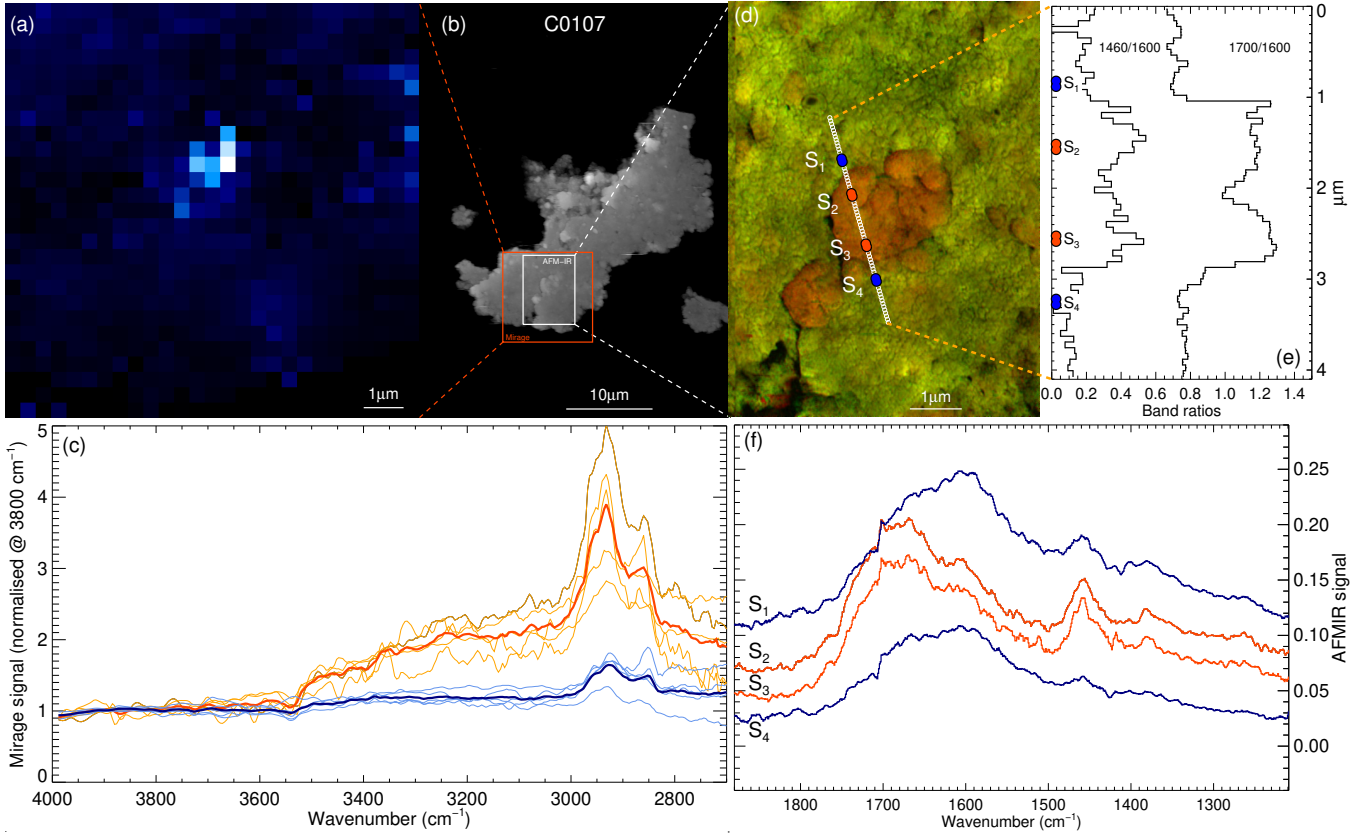 (a)
1μm
(b)
C0107
AFM−IR
Mirage
10μm
(d)
S1
S2
S3
S4
1μm
1460/1600
1700/1600
S1
S2
S3
S4
(e)
0
1
2
3
4
μm
0.0 0.2 0.4 0.6 0.8 1.0 1.2 1.4
Band ratios
(c)
5
4
3
2
1
0
Mirage signal (normalised @ 3800 cm⁻¹)
4000 3800 3600 3400 3200 3000 2800
Wavenumber (cm⁻¹)
(f)
S1
S2
S3
S4
0.25
0.20
0.15
0.10
0.05
0.00
AFMIR signal
1800 1700 1600 1500 1400 1300
Wavenumber (cm⁻¹)